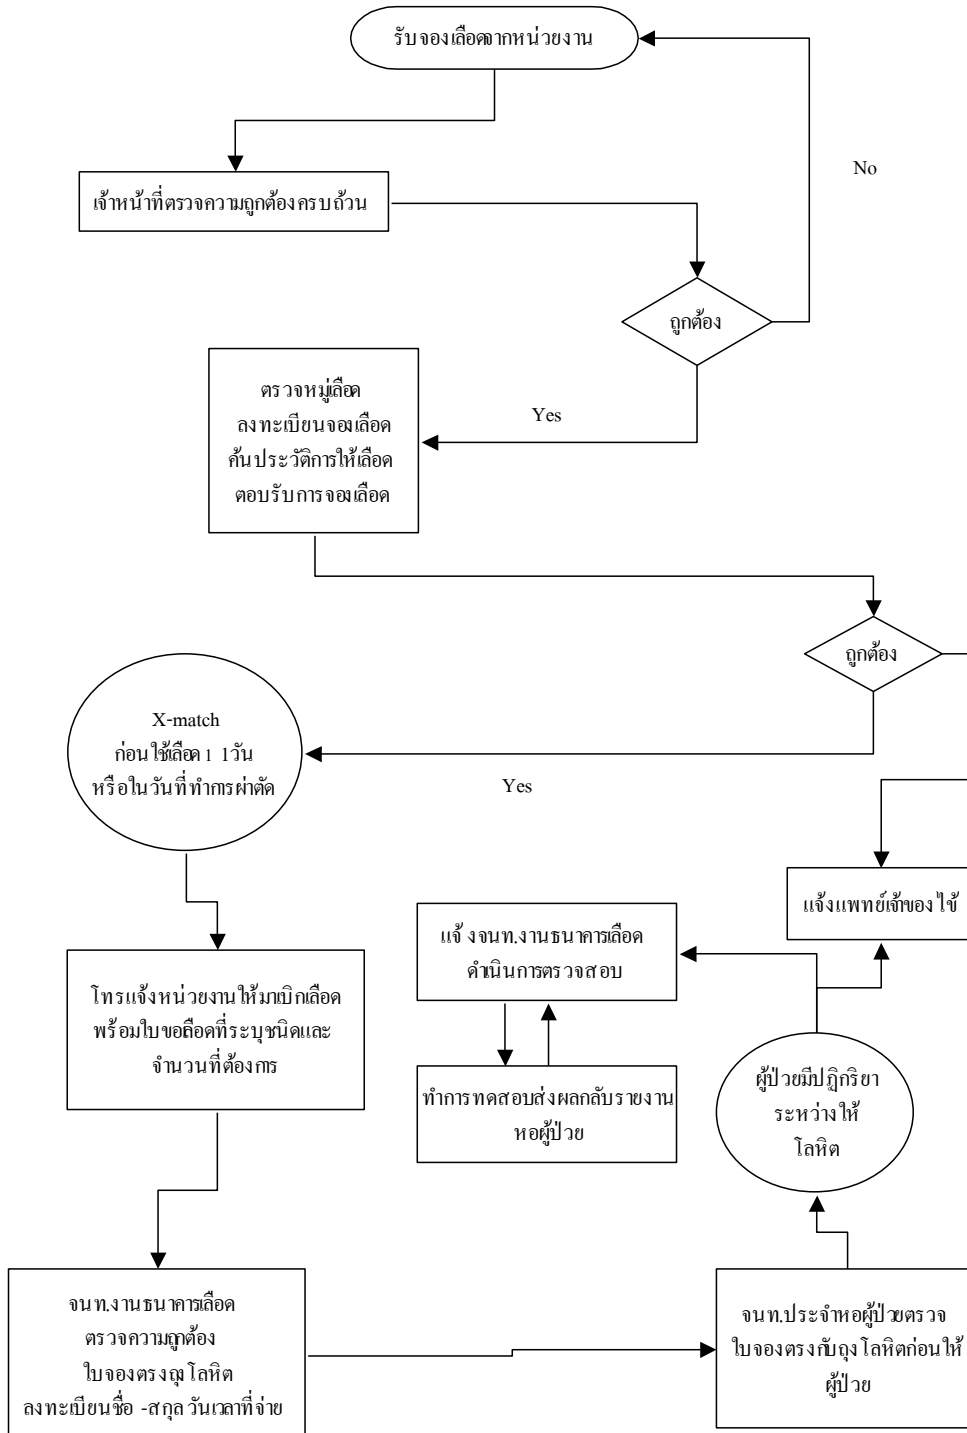 รับจองเลือดจากหน่วยงาน
No
เจ้าหน้าที่ตรวจความถูกต้องครบถ้วน
ถูกต้อง
ตรวจหมู่เลือด
ลงทะเบียนจองเลือด
ค้นประวัติการให้เลือด
ตอบรับการจองเลือด
Yes
ถูกต้อง
X-match
ก่อนใช้เลือด 1 1วัน
หรือในวันที่ทำการผ่าตัด
Yes
แจ้งแพทย์เจ้าของไข้
แจ้งจนท.งานธนาคารเลือด
ดำเนินการตรวจสอบ
โทรแจ้งหน่วยงานให้มาเบิกเลือด
พร้อมใบขอเลือดที่ระบุชนิดและ
จำนวนที่ต้องการ
ทำการทดสอบส่งผลกลับรายงาน
หอผู้ป่วย
ผู้ป่วยมีปฏิกริยา
ระหว่างให้
โลหิต
จนท.งานธนาคารเลือด
ตรวจความถูกต้อง
ใบจองตรงถุงโลหิต
ลงทะเบียนชื่อ -สกุล วันเวลาที่จ่าย
จนท.ประจำหอผู้ป่วยตรวจ
ใบจองตรงกับถุงโลหิตก่อนให้
ผู้ป่วย